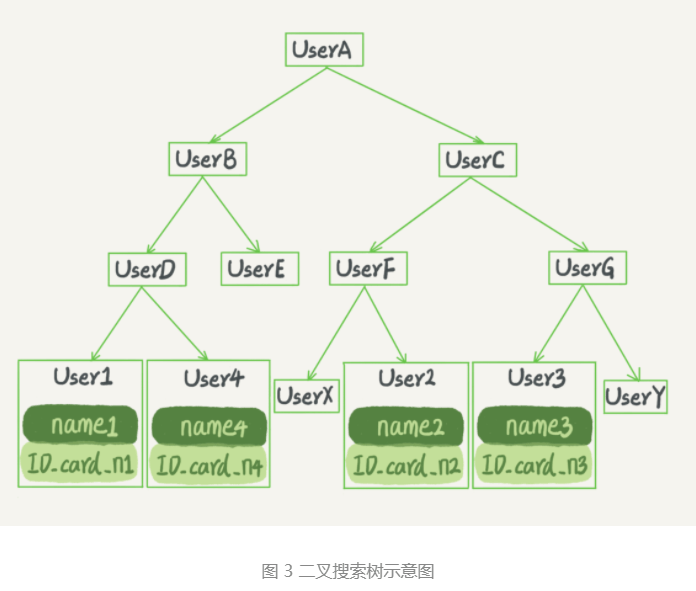 UserA
UserB
UserC
UserD
UserE
UserF
UserG
User1
User4
UserX
User2
User3
UserY
name1
name4
name2
name3
ID_card_n1
ID_card_n4
ID_card_n2
ID_card_n3
图 3 二叉搜索树示意图